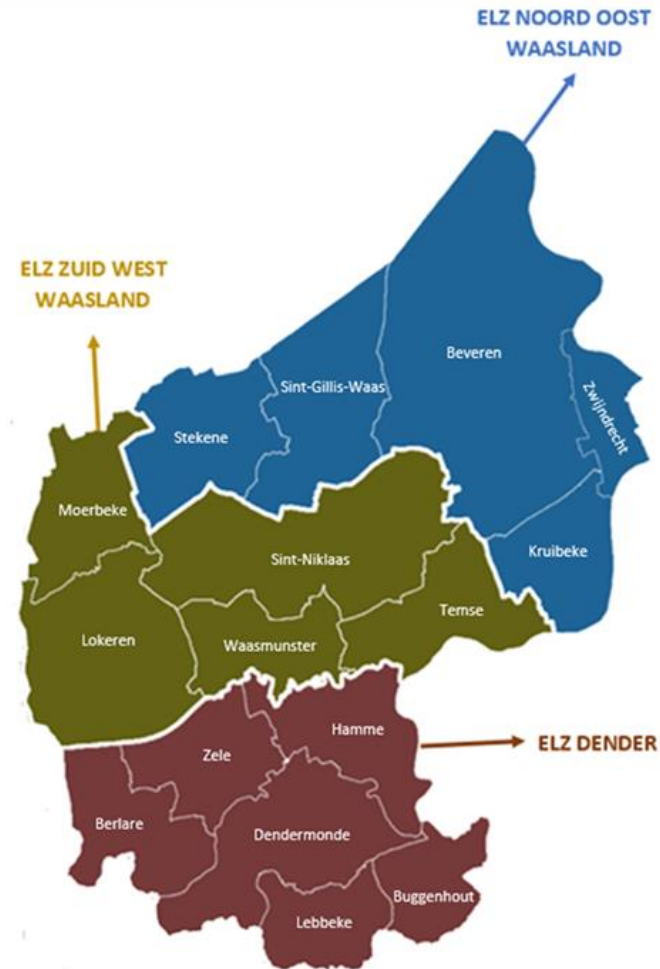 ELZ NOORD OOST
WAASLAND
ELZ ZUID WEST
WAASLAND
Beveren
Sint-Gillis-Waas
Zwijndrecht
Stekene
Moerbeke
Kruibeke
Sint-Niklaas
Temse
Lokeren
Waasmunster
Hamme
ELZ DENDER
Zele
Berlare
Dendermonde
Buggenhout
Lebbeke